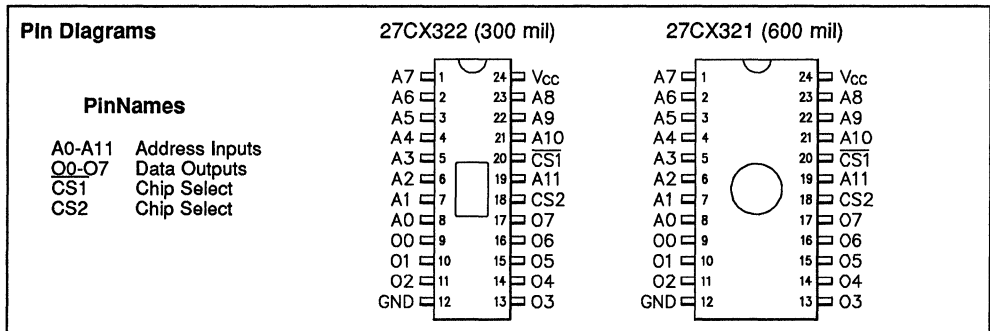 Pin Diagrams
PinNames
A0-A11 Address Inputs
O0-O7 Data Outputs
C̅S̅1̅ Chip Select
CS2 Chip Select
27CX322 (300 mil)
A7 1 24 Vcc
A6 2 23 A8
A5 3 22 A9
A4 4 21 A10
A3 5 20 C̅S̅1̅
A2 6 19 A11
A1 7 18 CS2
A0 8 17 O7
O0 9 16 O6
O1 10 15 O5
O2 11 14 O4
GND 12 13 O3
27CX321 (600 mil)
A7 1 24 Vcc
A6 2 23 A8
A5 3 22 A9
A4 4 21 A10
A3 5 20 C̅S̅1̅
A2 6 19 A11
A1 7 18 CS2
A0 8 17 O7
O0 9 16 O6
O1 10 15 O5
O2 11 14 O4
GND 12 13 O3